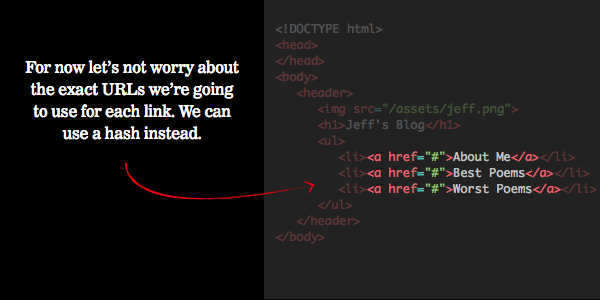 For now let’s not worry about
the exact URLs we’re going
to use for each link. We can
use a hash instead.
<!DOCTYPE html>
<head>
</head>
<body>
<header>
<img src="/assets/jeff.png">
<h1>Jeff's Blog</h1>
<ul>
<li><a href="#">About Me</a></li>
<li><a href="#">Best Poems</a></li>
<li><a href="#">Worst Poems</a></li>
</ul>
</header>
</body>